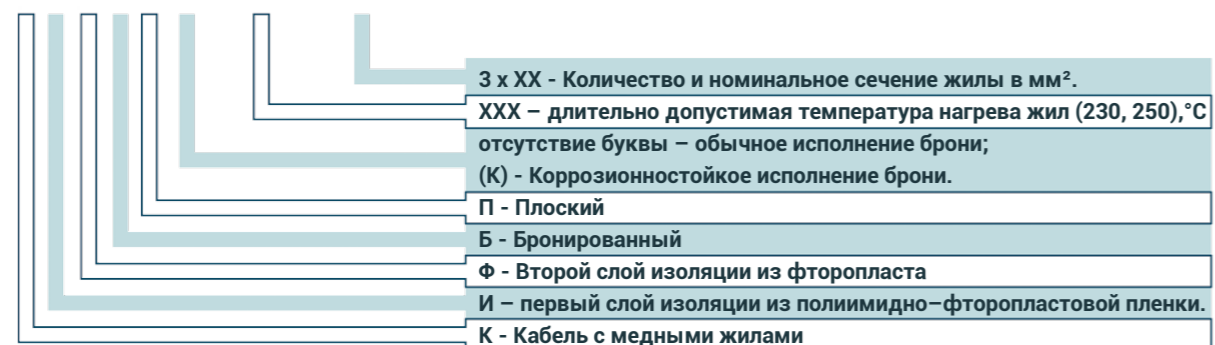 3 x XX - Количество и номинальное сечение жилы в мм².
XXX – длительно допустимая температура нагрева жил (230, 250),°C
отсутствие буквы – обычное исполнение брони;
(К) - Коррозионностойкое исполнение брони.
П - Плоский
Б - Бронированный
Ф - Второй слой изоляции из фторопласта
И – первый слой изоляции из полиимидно–фторопластовой пленки.
К - Кабель с медными жилами